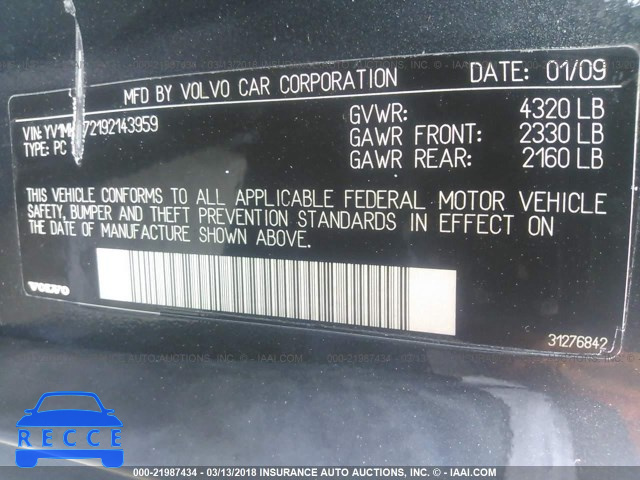 MFD BY VOLVO CAR CORPORATION DATE: 01/09
VIN: 72192143959
TYPE: PC
GVWR: 4320 LB
GAWR FRONT: 2330 LB
GAWR REAR: 2160 LB
THIS VEHICLE CONFORMS TO ALL APPLICABLE FEDERAL MOTOR VEHICLE
SAFETY, BUMPER AND THEFT PREVENTION STANDARDS IN EFFECT ON
THE DATE OF MANUFACTURE SHOWN ABOVE.
VOLVO
31276842
RECCE
000-21987434 - 03/13/2018 INSURANCE AUTO AUCTIONS, INC. - © - IAAI.COM